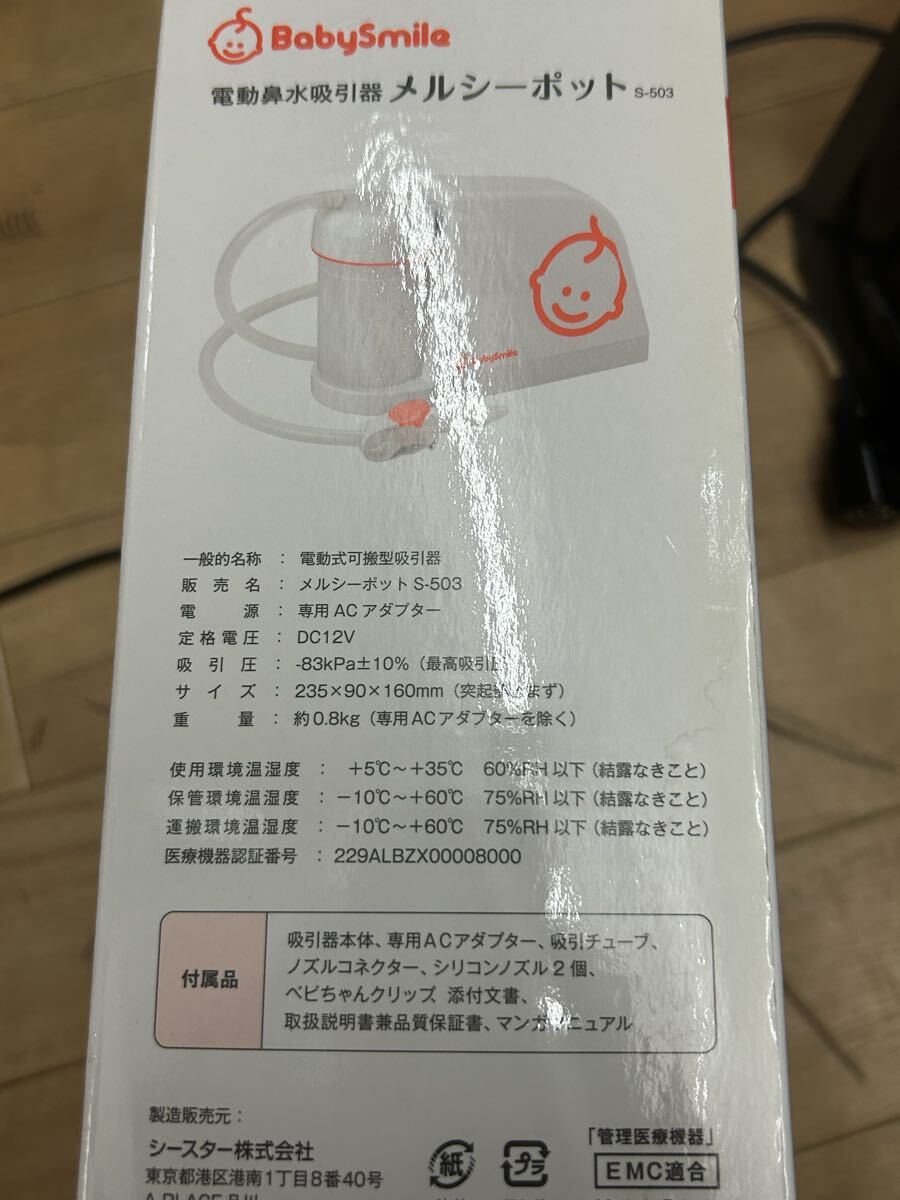 BabySmile
電動鼻水吸引器 メルシーポット S-503
BabySmile
一般的名称 : 電動式可搬型吸引器
販売名 : メルシーポット S-503
電源 : 専用 AC アダプター
定格電圧 : DC12V
吸引圧 : -83kPa±10%（最高吸引
サイズ : 235×90×160mm（突起 まず）
重量 : 約0.8kg（専用ACアダプターを除く）
使用環境温湿度 : +5℃～+35℃ 60%RH 以下（結露なきこと）
保管環境温湿度 : −10℃～+60℃ 75%RH 以下（結露なきこと）
運搬環境温湿度 : −10℃～+60℃ 75%RH 以下（結露なきこと）
医療機器認証番号 : 229ALBZX00008000
付属品
吸引器本体、専用ACアダプター、吸引チューブ、
ノズルコネクター、シリコンノズル2個、
ベビちゃんクリップ、添付文書、
取扱説明書兼品質保証書、マンガマニュアル
製造販売元 :
シースター株式会社
東京都港区港南1丁目8番40号
紙
プラ
「管理医療機器」
EMC適合